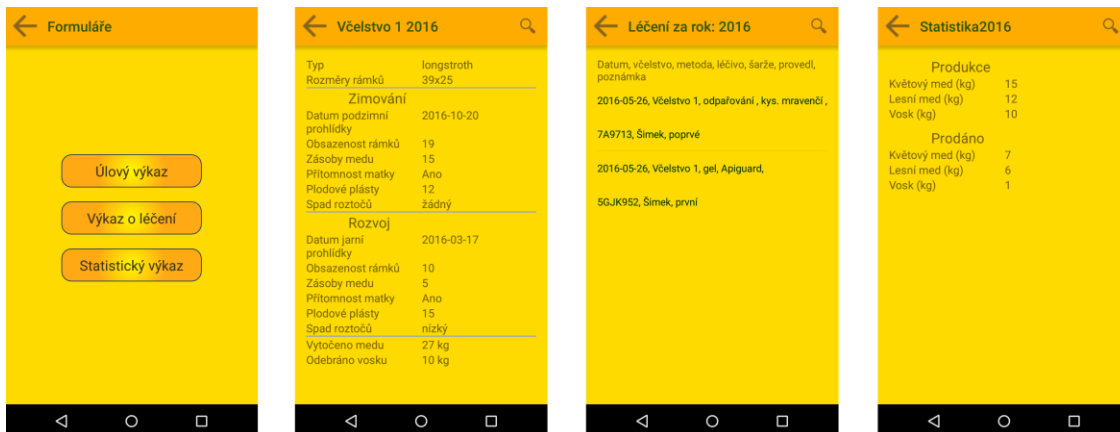 Formuláře
Úlový výkaz
Výkaz o léčení
Statistický výkaz
Včelstvo 1 2016
Typ longstroth
Rozměry rámků 39x25
Zimování
Datum podzimní 2016-10-20
prohlídky
Obsazenost rámků 19
Zásoby medu 15
Přítomnost matky Ano
Plodové plásty 12
Spad roztočů žádný
Rozvoj
Datum jarní 2016-03-17
prohlídky
Obsazenost rámků 10
Zásoby medu 5
Přítomnost matky Ano
Plodové plásty 15
Spad roztočů nízký
Vytočeno medu 27 kg
Odebráno vosku 10 kg
Léčení za rok: 2016
Datum, včelstvo, metoda, léčivo, šarže, provedl,
poznámka
2016-05-26, Včelstvo 1, odpařování , kys. mravenčí ,
7A9713, Šimek, poprvé
2016-05-26, Včelstvo 1, gel, Apiguard,
5GJK952, Šimek, první
Statistika2016
Produkce
Květový med (kg) 15
Lesní med (kg) 12
Vosk (kg) 10
Prodáno
Květový med (kg) 7
Lesní med (kg) 6
Vosk (kg) 1